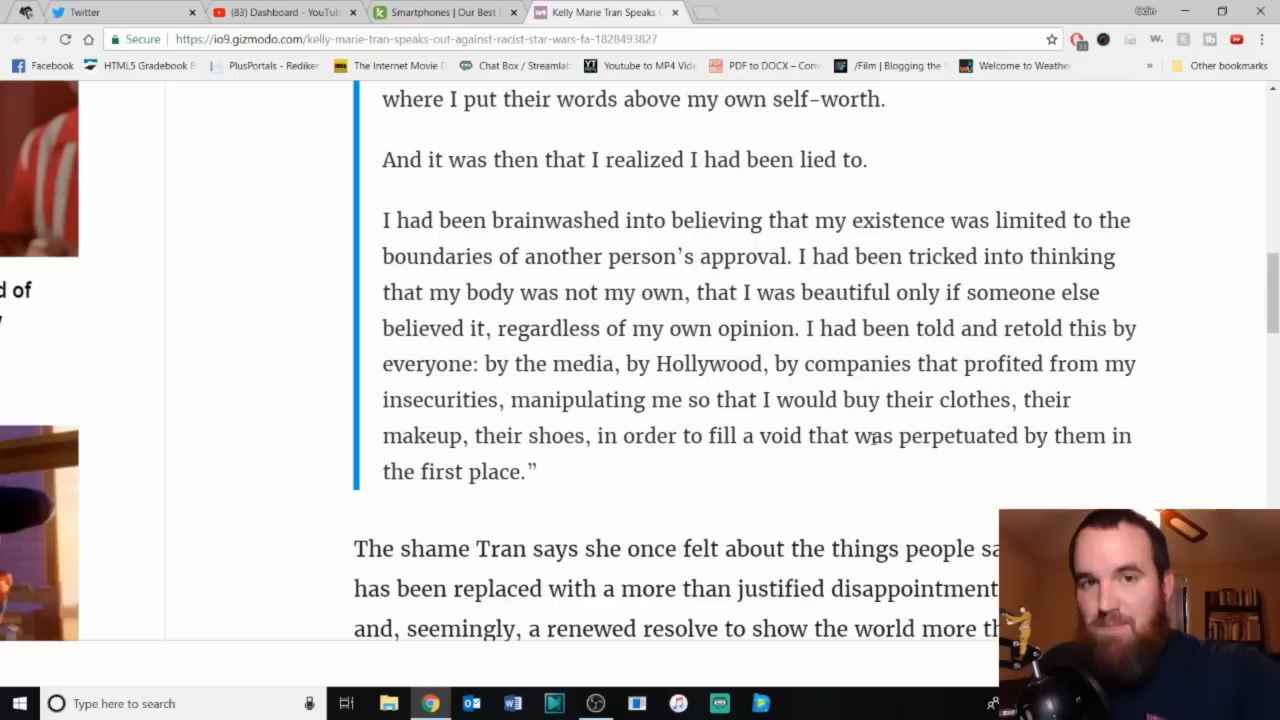 Twitter
(83) Dashboard - YouTub
Smartphones | Our Best
Kelly Marie Tran Speaks
Colin
Secure
https://io9.gizmodo.com/kelly-marie-tran-speaks-out-against-racist-star-wars-fa-1828493827
Facebook
HTML5 Gradebook
PlusPortals - Rediker
The Internet Movie D
Chat Box / Streamlab
Youtube to MP4 Vide
PDF to DOCX – Conv
/Film | Blogging the
Welcome to Weather
»
Other bookmarks
where I put their words above my own self-worth.
And it was then that I realized I had been lied to.
I had been brainwashed into believing that my existence was limited to the
boundaries of another person’s approval. I had been tricked into thinking
that my body was not my own, that I was beautiful only if someone else
believed it, regardless of my own opinion. I had been told and retold this by
everyone: by the media, by Hollywood, by companies that profited from my
insecurities, manipulating me so that I would buy their clothes, their
makeup, their shoes, in order to fill a void that was perpetuated by them in
the first place.”
d of
The shame Tran says she once felt about the things people sa
has been replaced with a more than justified disappointment
and, seemingly, a renewed resolve to show the world more th
Type here to search